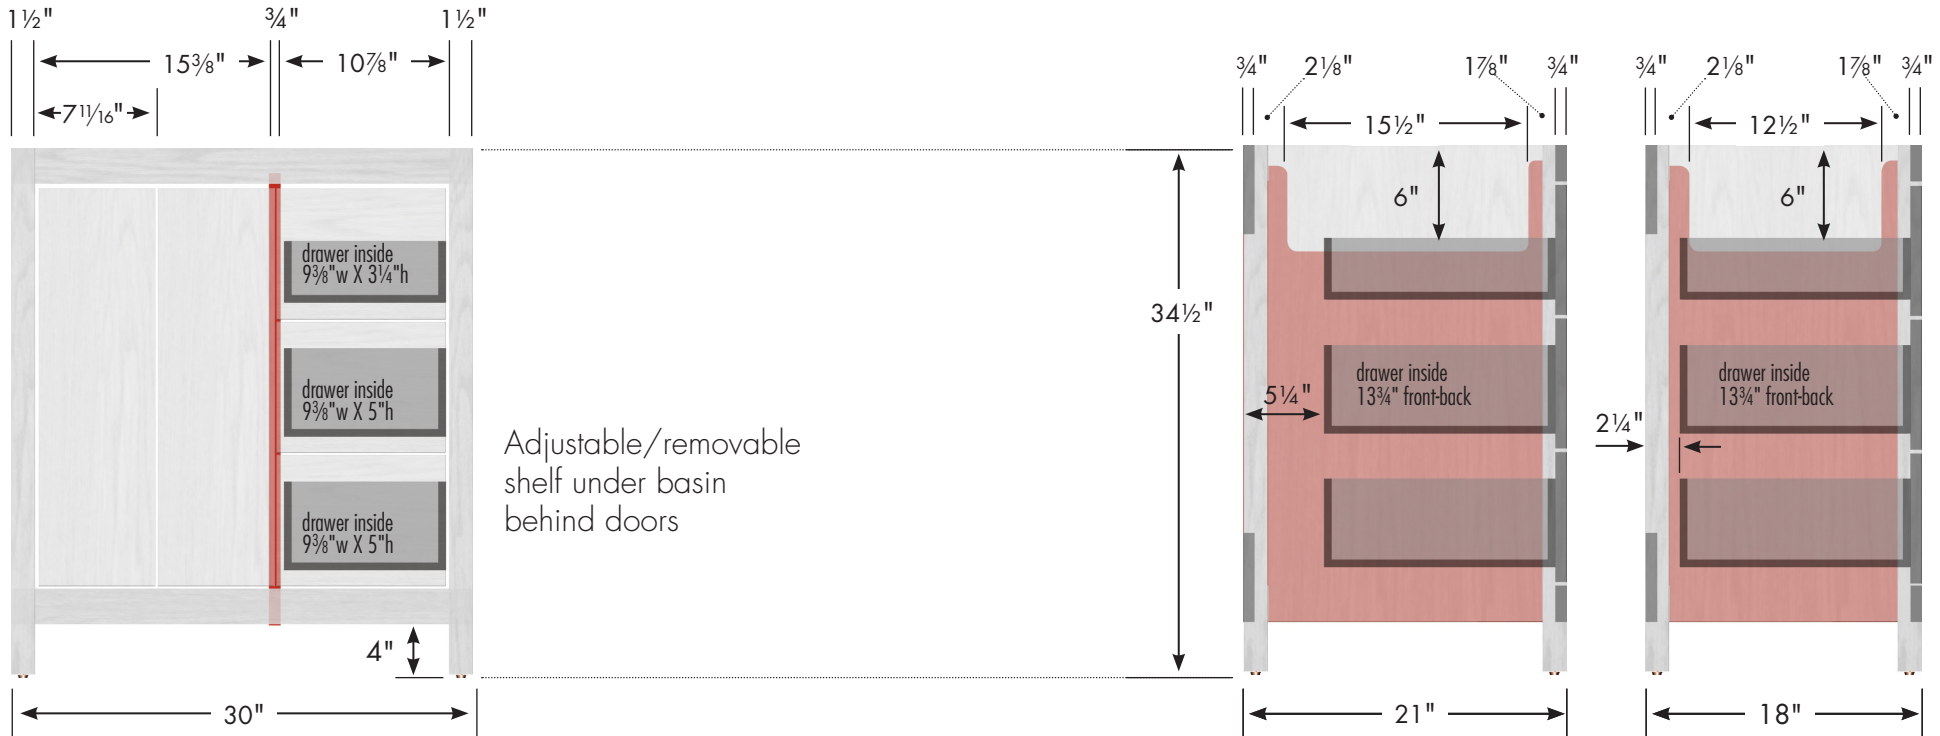 1½" ¾" 1½"
15⅜" 10⅞"
7 11⁄16"
drawer inside
9⅜"w X 3¼"h
drawer inside
9⅜"w X 5"h
drawer inside
9⅜"w X 5"h
4"
30"
Adjustable/removable
shelf under basin
behind doors
34½"
¾" 2⅛" 1⅞" ¾"
15½"
6"
drawer inside
13¾" front-back
5¼"
21"
¾" 2⅛" 1⅞" ¾"
12½"
6"
drawer inside
13¾" front-back
2¼"
18"